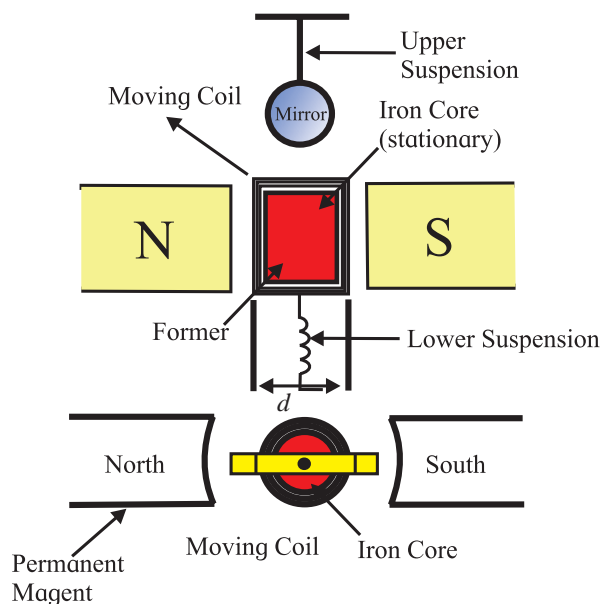 Upper
Suspension
Moving Coil
Mirror
Iron Core
(stationary)
N
S
Former
Lower Suspension
d
North
South
Moving Coil
Iron Core
Permanent
Magent